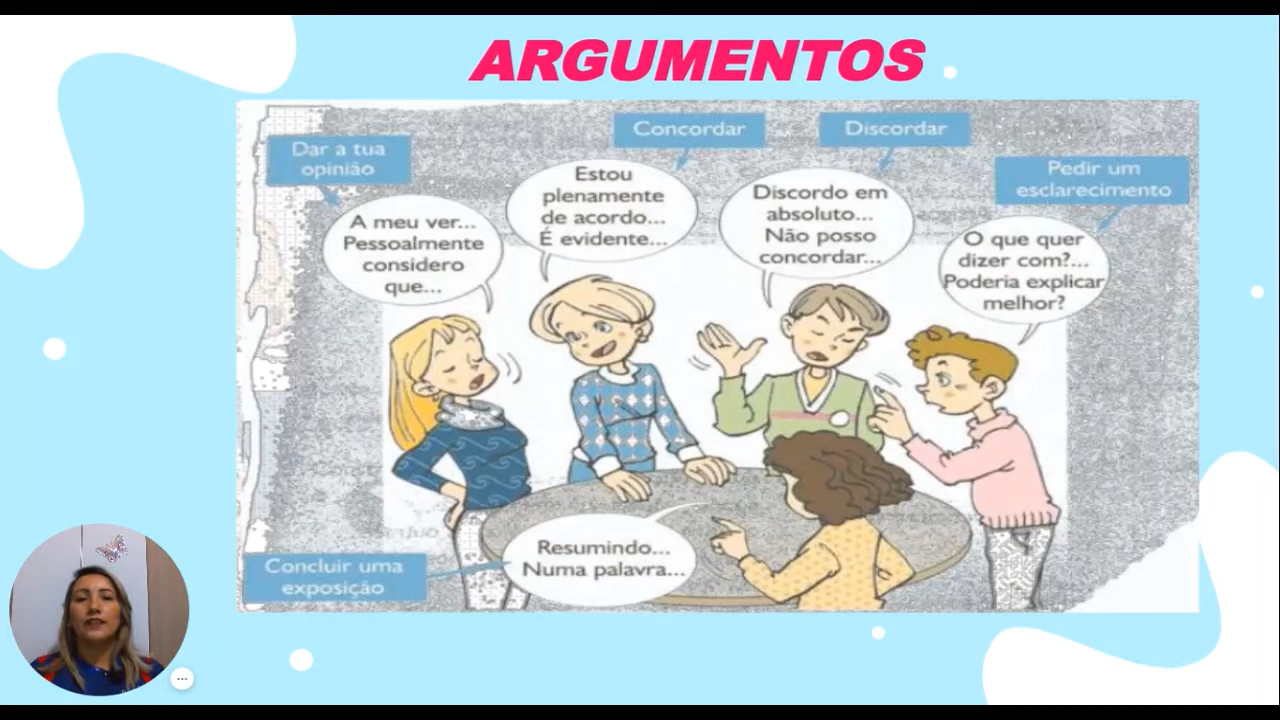 ARGUMENTOS
Dar a tua
opinião
A meu ver...
Pessoalmente
considero
que...
Concordar
Estou
plenamente
de acordo...
É evidente...
Discordar
Discordo em
absoluto...
Não posso
concordar...
Pedir um
esclarecimento
O que quer
dizer com?...
Poderia explicar
melhor?
Concluir uma
exposição
Resumindo...
Numa palavra...